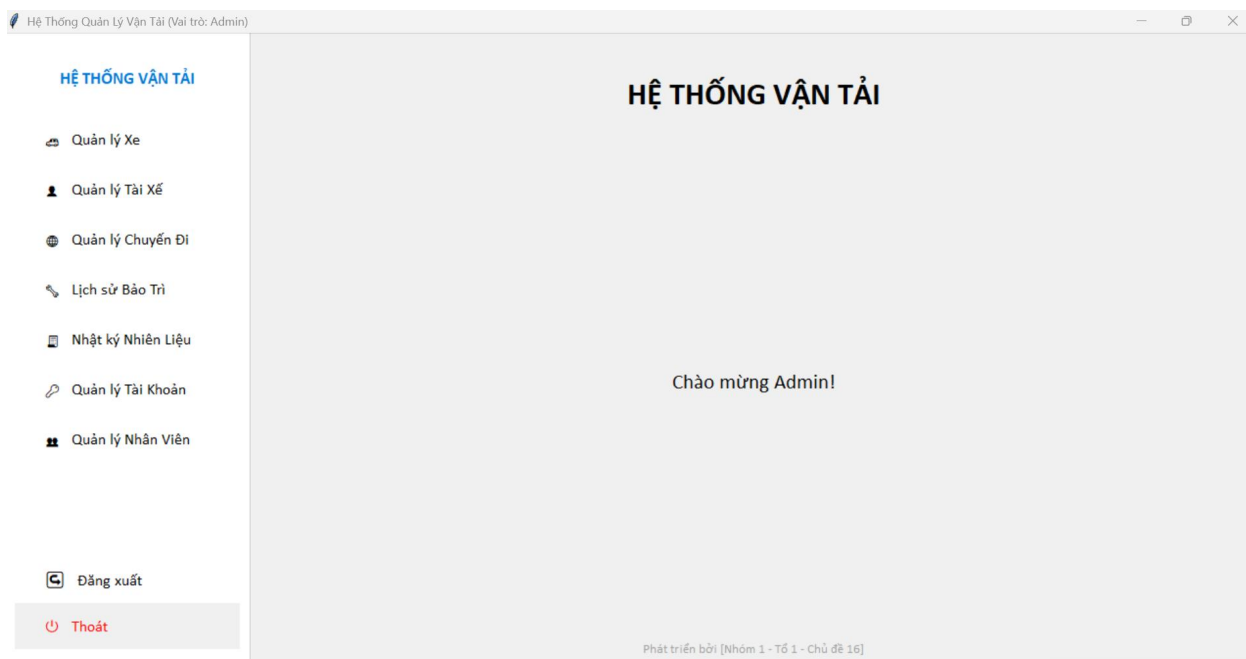 Hệ Thống Quản Lý Vận Tải (Vai trò: Admin)
HỆ THỐNG VẬN TẢI
Quản lý Xe
Quản lý Tài Xế
Quản lý Chuyến Đi
Lịch sử Bảo Trì
Nhật ký Nhiên Liệu
Quản lý Tài Khoản
Quản lý Nhân Viên
Đăng xuất
Thoát
HỆ THỐNG VẬN TẢI
Chào mừng Admin!
Phát triển bởi [Nhóm 1 - Tổ 1 - Chủ đề 16]